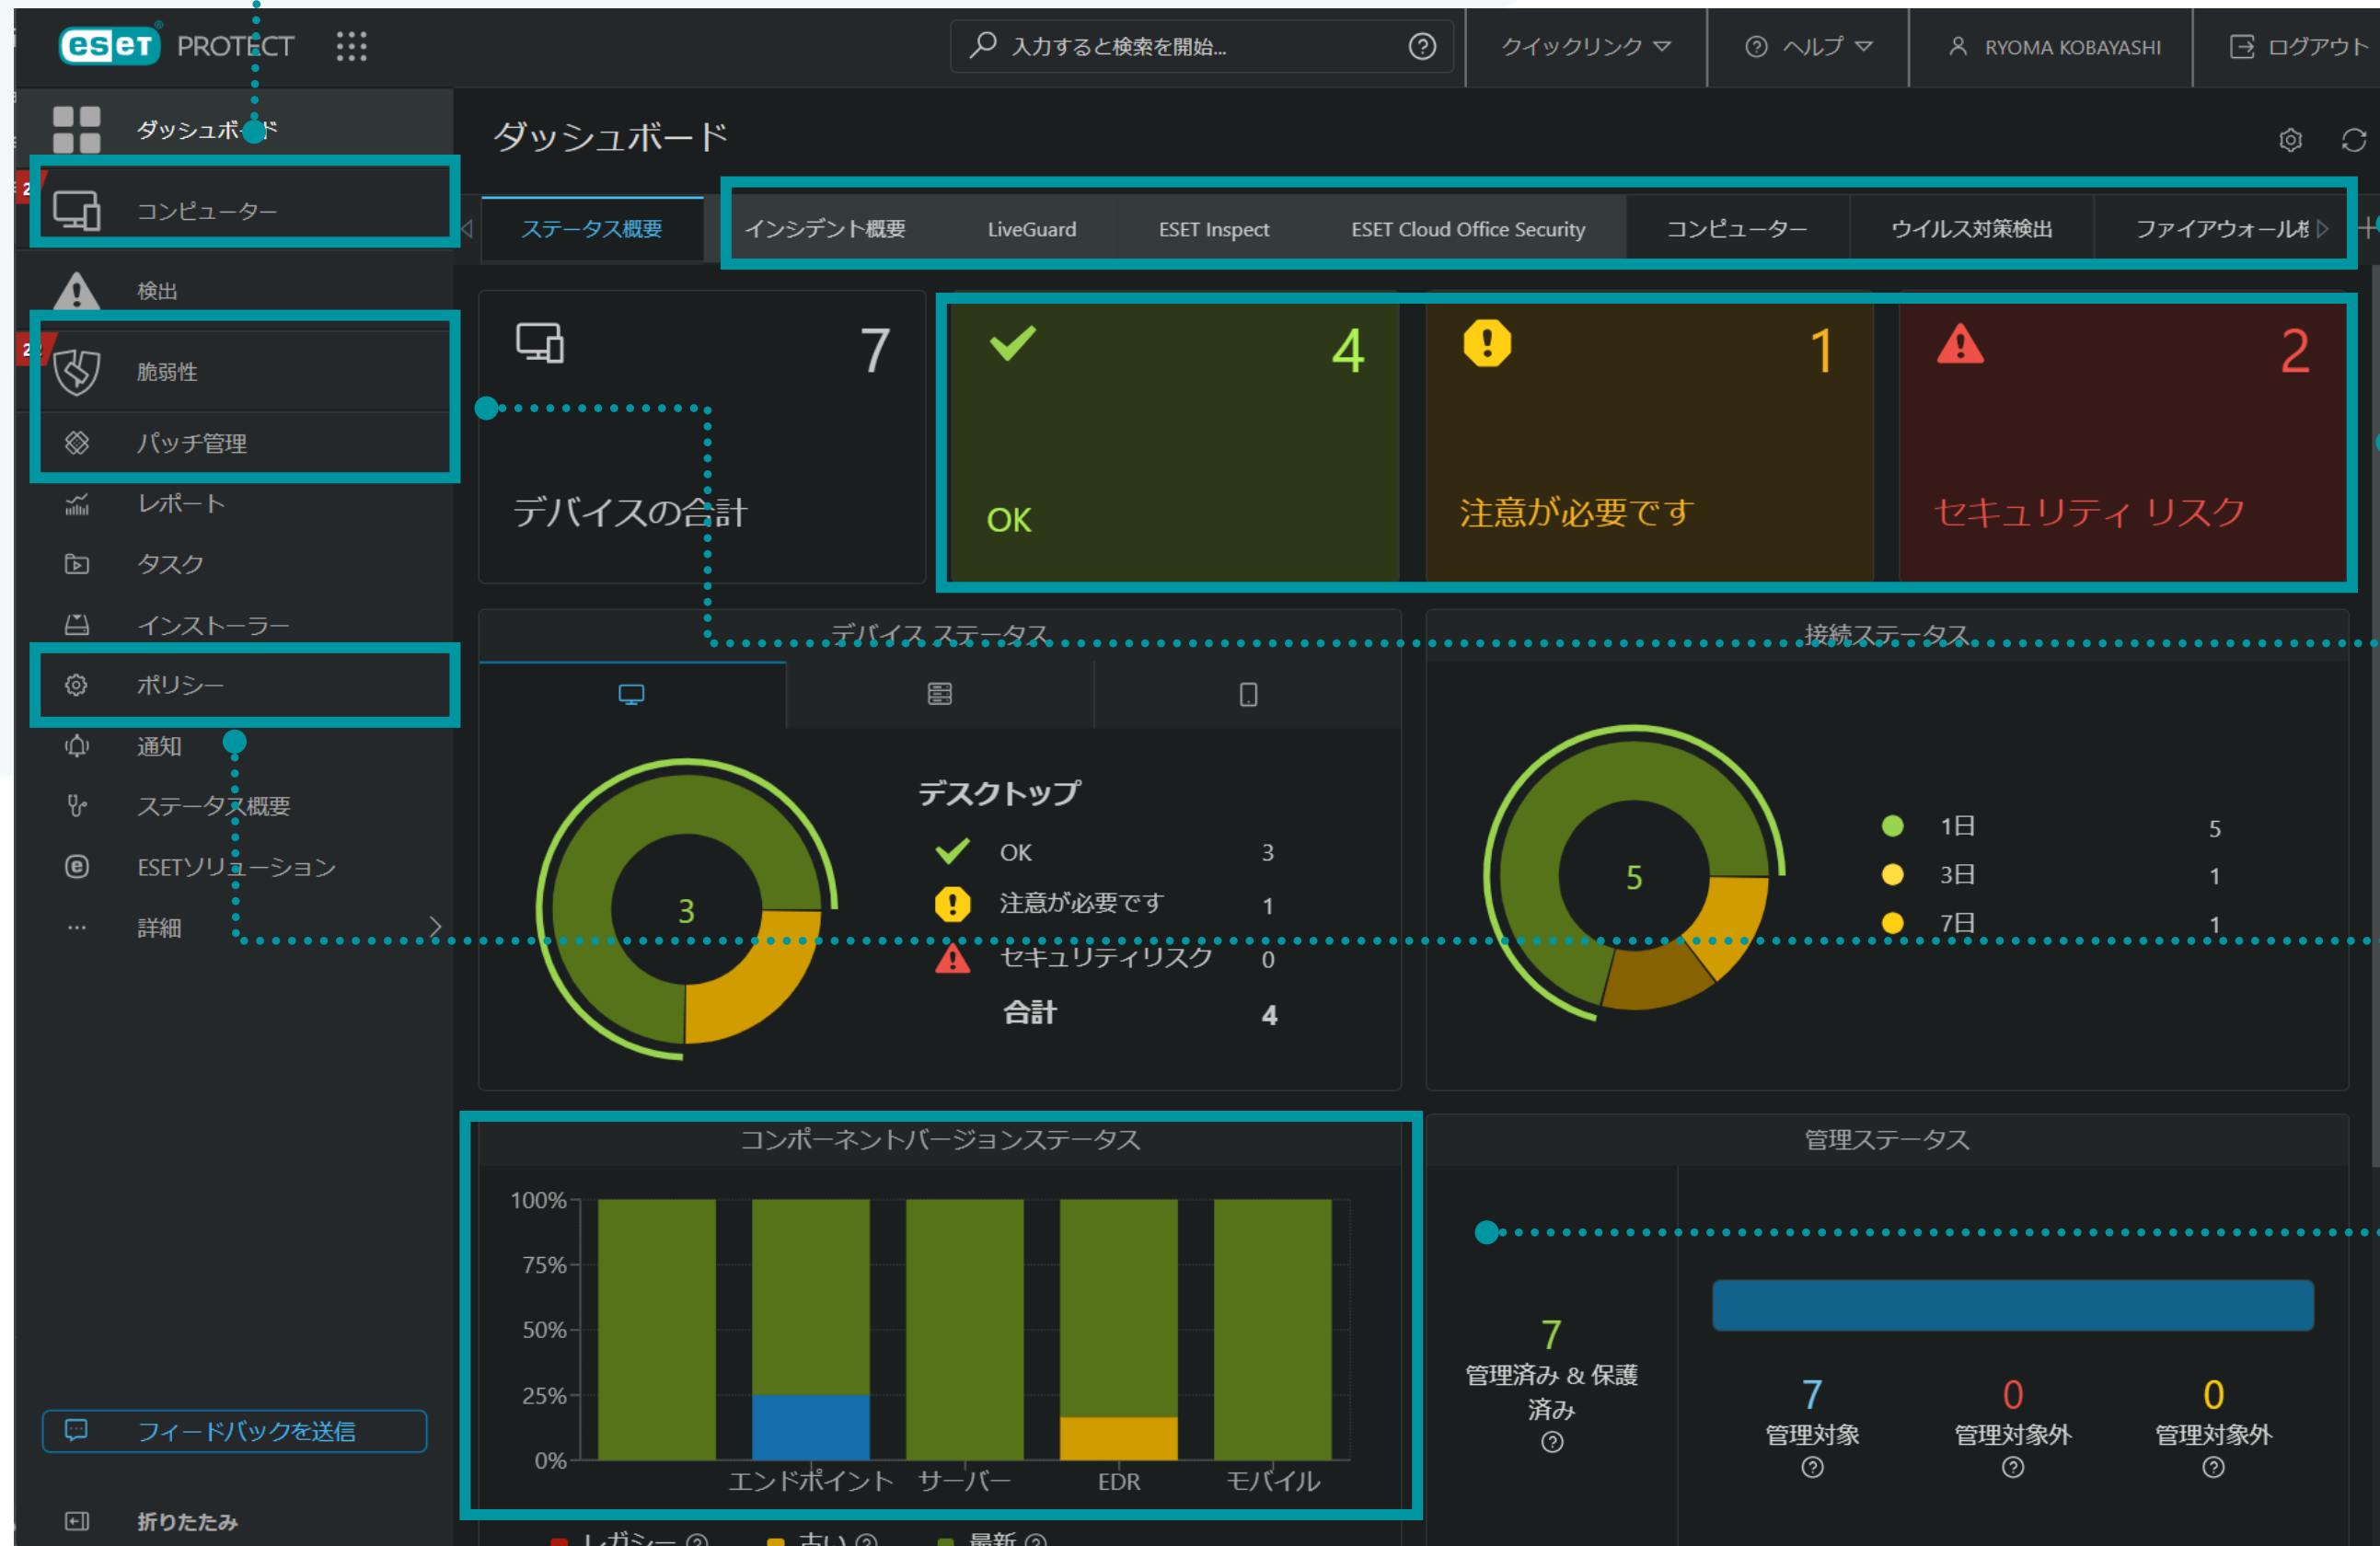 eset PROTECT
入力すると検索を開始...
クイックリンク
ヘルプ
RYOMA KOBAYASHI
ログアウト
ダッシュボード
コンピューター
検出
脆弱性
パッチ管理
レポート
タスク
インストーラー
ポリシー
通知
ステータス概要
ESETソリューション
詳細
フィードバックを送信
折りたたみ
ダッシュボード
ステータス概要
インシデント概要
LiveGuard
ESET Inspect
ESET Cloud Office Security
コンピューター
ウイルス対策検出
ファイアウォール
7
デバイスの合計
4
OK
1
注意が必要です
2
セキュリティ リスク
デバイス ステータス
3
デスクトップ
OK 3
注意が必要です 1
セキュリティリスク 0
合計 4
接続ステータス
5
1日 5
3日 1
7日 1
コンポーネントバージョンステータス
100%
75%
50%
25%
0%
エンドポイント サーバー EDR モバイル
レガシー 古い 最新
管理ステータス
7
管理済み & 保護
済み
7
管理対象
0
管理対象外
0
管理対象外